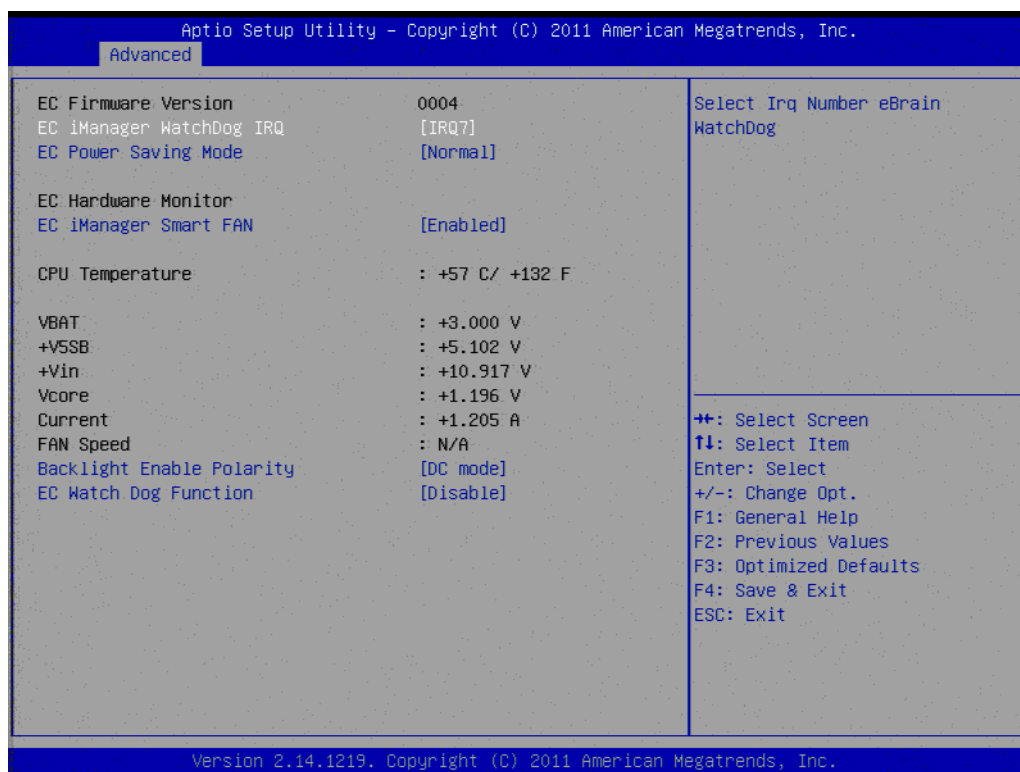 Aptio Setup Utility – Copyright (C) 2011 American Megatrends, Inc.
Advanced
EC Firmware Version 0004
EC iManager WatchDog IRQ [IRQ7]
EC Power Saving Mode [Normal]
EC Hardware Monitor
EC iManager Smart FAN [Enabled]
CPU Temperature : +57 C/ +132 F
VBAT : +3.000 V
+V5SB : +5.102 V
+Vin : +10.917 V
Vcore : +1.196 V
Current : +1.205 A
FAN Speed : N/A
Backlight Enable Polarity [DC mode]
EC Watch Dog Function [Disable]
Select Irq Number eBrain
WatchDog
→←: Select Screen
↑↓: Select Item
Enter: Select
+/-: Change Opt.
F1: General Help
F2: Previous Values
F3: Optimized Defaults
F4: Save & Exit
ESC: Exit
Version 2.14.1219. Copyright (C) 2011 American Megatrends, Inc.